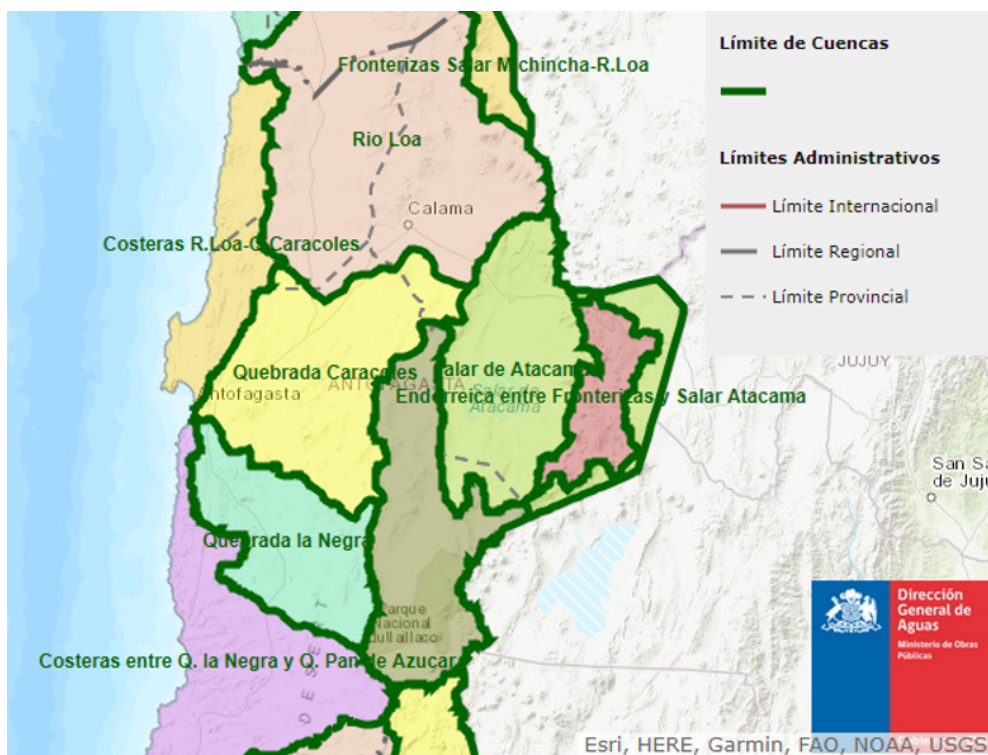 Límite de Cuencas
Límites Administrativos
Límite Internacional
Límite Regional
Límite Provincial
Fronterizas Salar Michincha-R.Loa
Rio Loa
Calama
Costeras R.Loa-Q.Caracoles
JUJUY
Quebrada Caracoles
Salar de Atacama
ANTOFAGASTA
Antofagasta
Endorreica entre Fronterizas y Salar Atacama
Salar de
Atacama
San Sa
de Juju
Quebrada la Negra
Parque
Nacional
Llullaillaco
Costeras entre Q. la Negra y Q. Pan de Azucar
DESERT
Dirección
General de
Aguas
Ministerio de Obras
Públicas
Esri, HERE, Garmin, FAO, NOAA, USGS